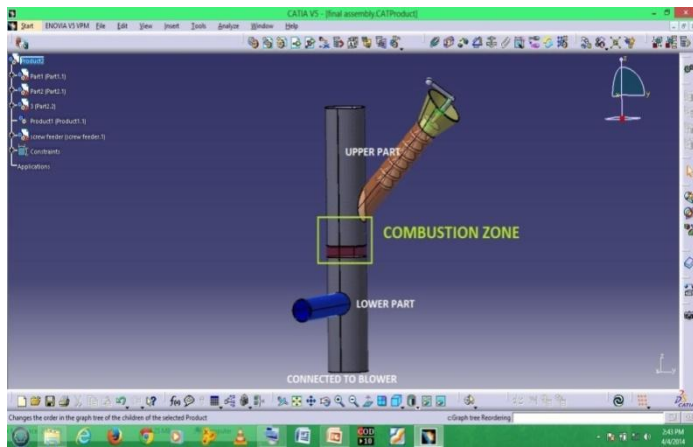 CATIA V5 - [final assembly.CATProduct]
Start ENOVIA V5 VPM File Edit View Insert Tools Analyze Window Help
Product2
Part1 (Part1.1)
Part2 (Part2.1)
3 (Part2.2)
Product1 (Product1.1)
screw feeder (screw feeder.1)
Constraints
Applications
z
y
UPPER PART
COMBUSTION ZONE
LOWER PART
CONNECTED TO BLOWER
Changes the order in the graph tree of the children of the selected Product
c:Graph tree Reordering
2:43 PM
4/4/2016